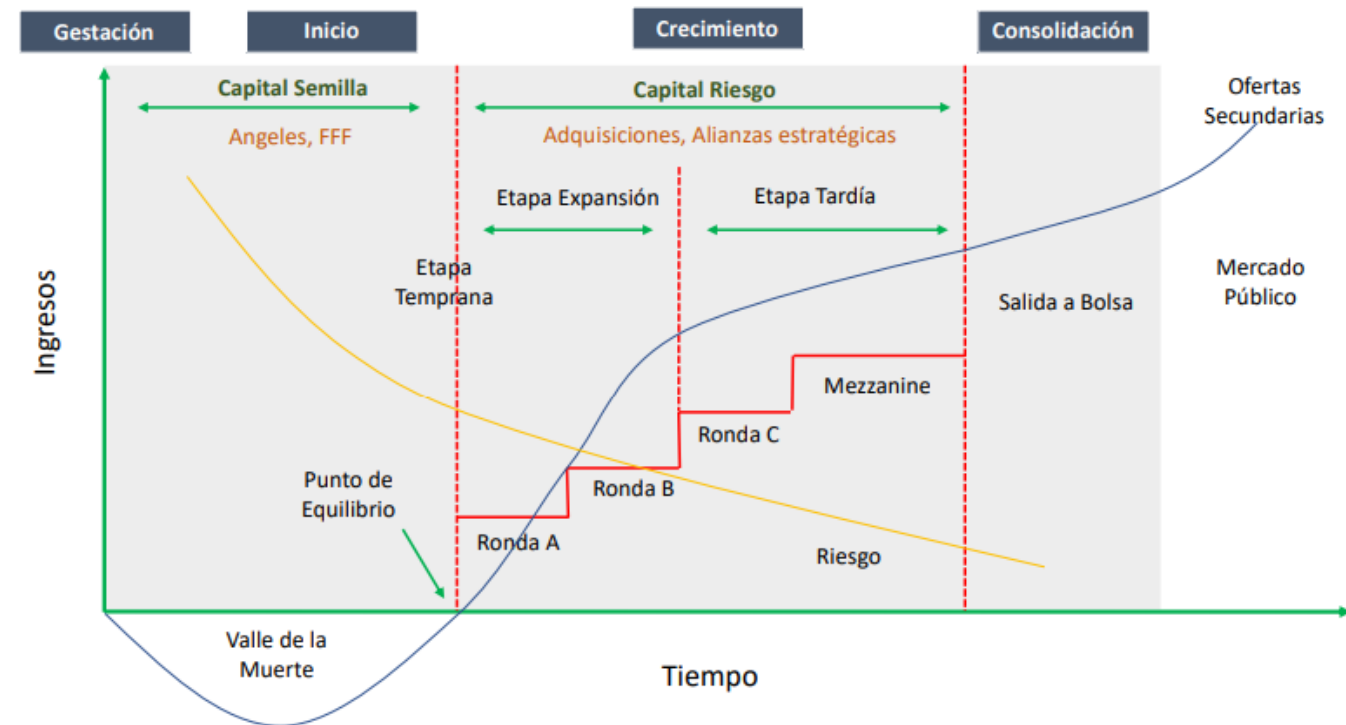 Gestación
Inicio
Crecimiento
Consolidación
Capital Semilla
Angeles, FFF
Capital Riesgo
Adquisiciones, Alianzas estratégicas
Ofertas
Secundarias
Etapa Expansión
Etapa Tardía
Etapa
Temprana
Ingresos
Salida a Bolsa
Mercado
Público
Mezzanine
Ronda C
Ronda B
Ronda A
Punto de
Equilibrio
Riesgo
Valle de la
Muerte
Tiempo